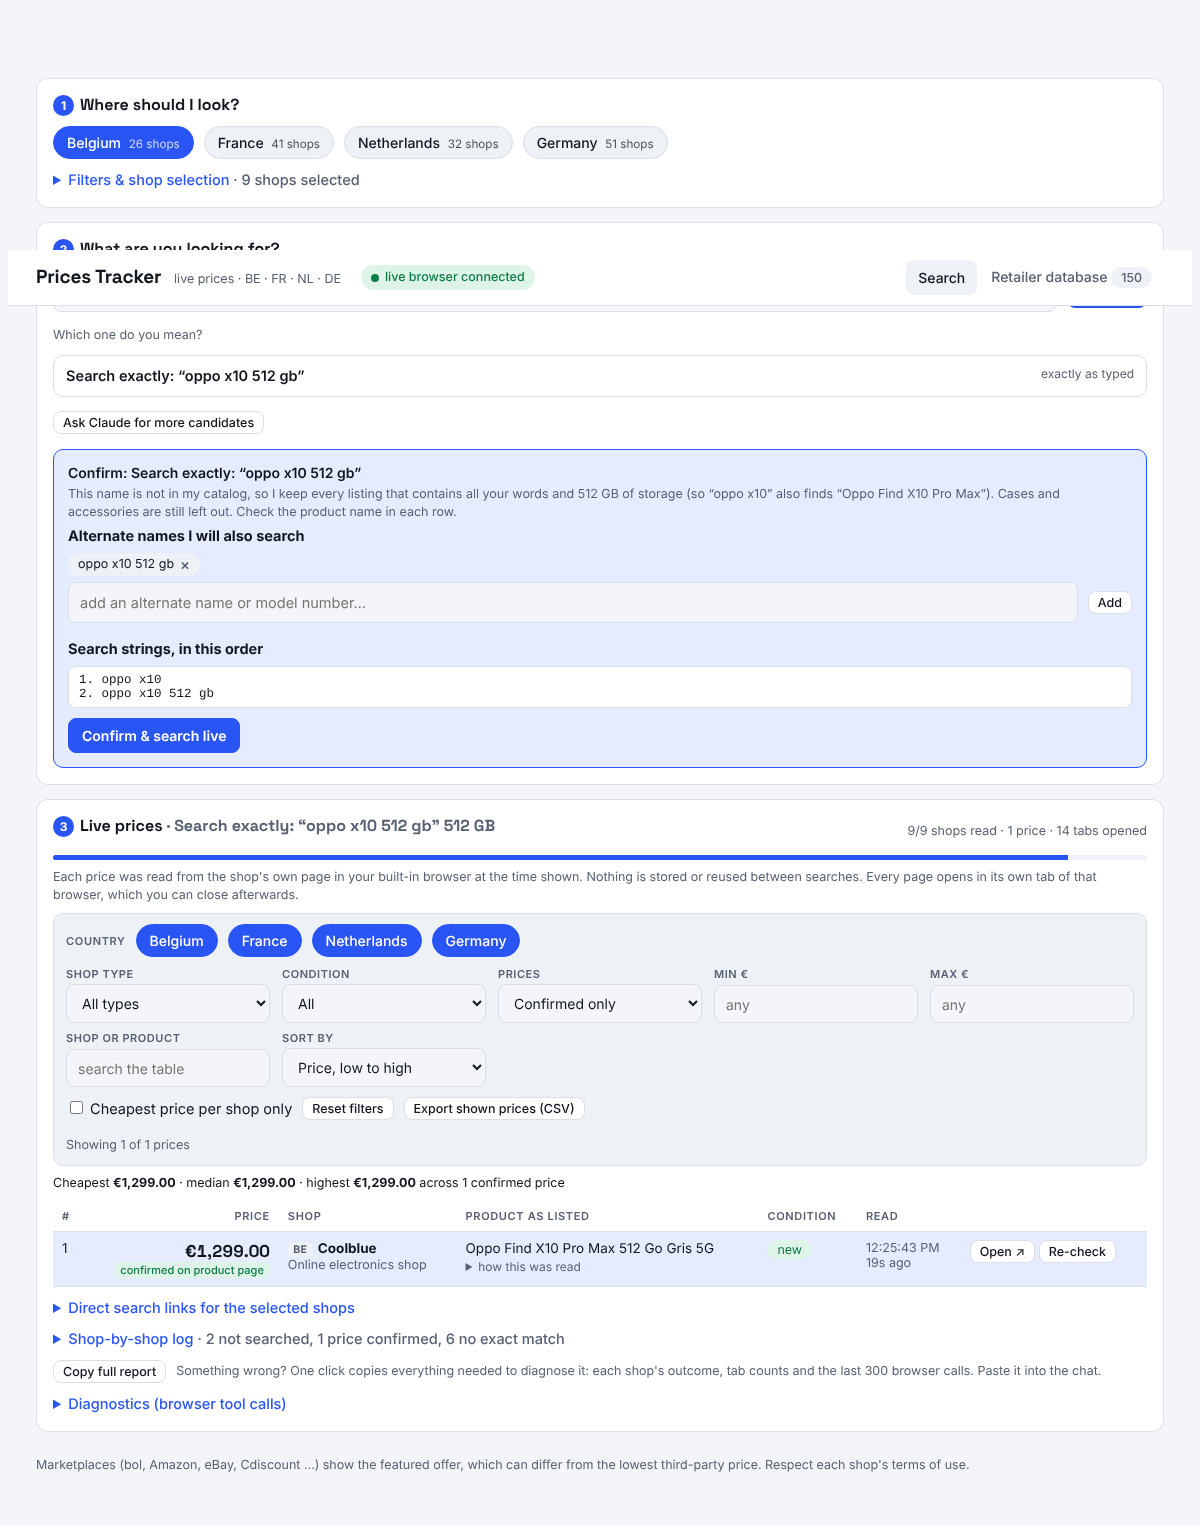 1 Where should I look?
Belgium 26 shops France 41 shops Netherlands 32 shops Germany 51 shops
Filters & shop selection · 9 shops selected
2 What are you looking for?
Prices Tracker live prices · BE · FR · NL · DE live browser connected Search Retailer database 150
Which one do you mean?
Search exactly: “oppo x10 512 gb” exactly as typed
Ask Claude for more candidates
Confirm: Search exactly: “oppo x10 512 gb”
This name is not in my catalog, so I keep every listing that contains all your words and 512 GB of storage (so “oppo x10” also finds “Oppo Find X10 Pro Max”). Cases and
accessories are still left out. Check the product name in each row.
Alternate names I will also search
oppo x10 512 gb ×
add an alternate name or model number... Add
Search strings, in this order
1. oppo x10
2. oppo x10 512 gb
Confirm & search live
3 Live prices · Search exactly: “oppo x10 512 gb” 512 GB 9/9 shops read · 1 price · 14 tabs opened
Each price was read from the shop's own page in your built-in browser at the time shown. Nothing is stored or reused between searches. Every page opens in its own tab of that
browser, which you can close afterwards.
COUNTRY Belgium France Netherlands Germany
SHOP TYPE CONDITION PRICES MIN € MAX €
All types All Confirmed only any any
SHOP OR PRODUCT SORT BY
search the table Price, low to high
Cheapest price per shop only Reset filters Export shown prices (CSV)
Showing 1 of 1 prices
Cheapest €1,299.00 · median €1,299.00 · highest €1,299.00 across 1 confirmed price
# PRICE SHOP PRODUCT AS LISTED CONDITION READ
1 €1,299.00 BE Coolblue Oppo Find X10 Pro Max 512 Go Gris 5G new 12:25:43 PM Open ↗ Re-check
confirmed on product page Online electronics shop how this was read 19s ago
Direct search links for the selected shops
Shop-by-shop log · 2 not searched, 1 price confirmed, 6 no exact match
Copy full report Something wrong? One click copies everything needed to diagnose it: each shop's outcome, tab counts and the last 300 browser calls. Paste it into the chat.
Diagnostics (browser tool calls)
Marketplaces (bol, Amazon, eBay, Cdiscount ...) show the featured offer, which can differ from the lowest third-party price. Respect each shop's terms of use.